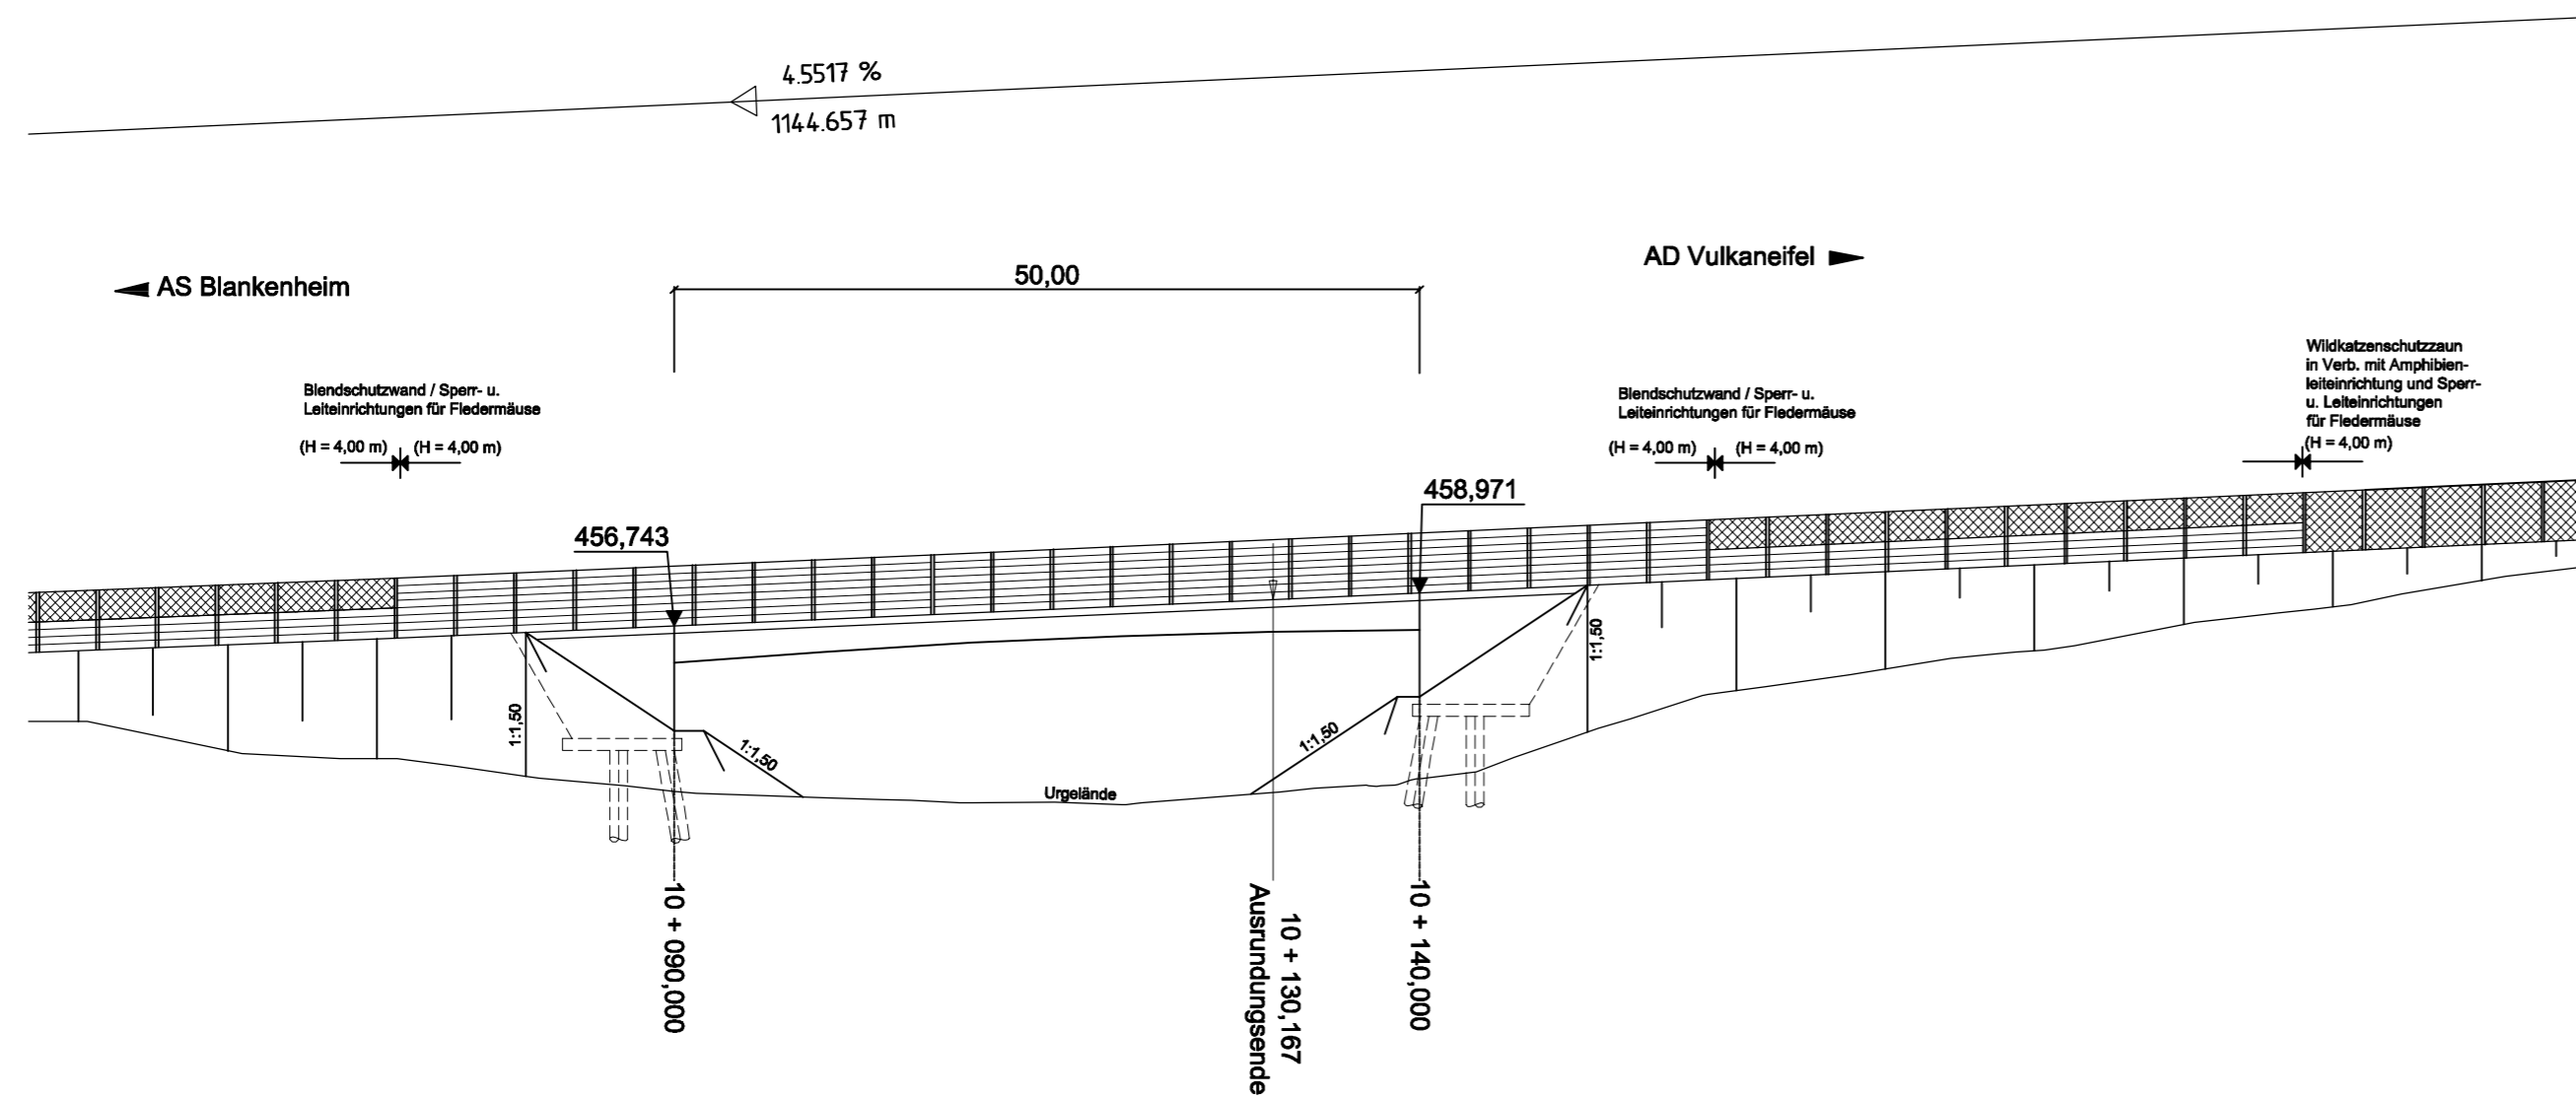 4.5517 %
1144.657 m
AS Blankenheim
50,00
AD Vulkaneifel
Blendschutzwand / Sperr- u.
Leiteinrichtungen für Fledermäuse
(H = 4,00 m) (H = 4,00 m)
Blendschutzwand / Sperr- u.
Leiteinrichtungen für Fledermäuse
(H = 4,00 m) (H = 4,00 m)
Wildkatzenschutzzaun
in Verb. mit Amphibien-
leiteinrichtung und Sperr-
u. Leiteinrichtungen
für Fledermäuse
(H = 4,00 m)
456,743
458,971
1:1,50
1:1,50
1:1,50
1:1,50
Urgelände
10 + 090,000
Ausrundungsende
10 + 130,167
10 + 140,000